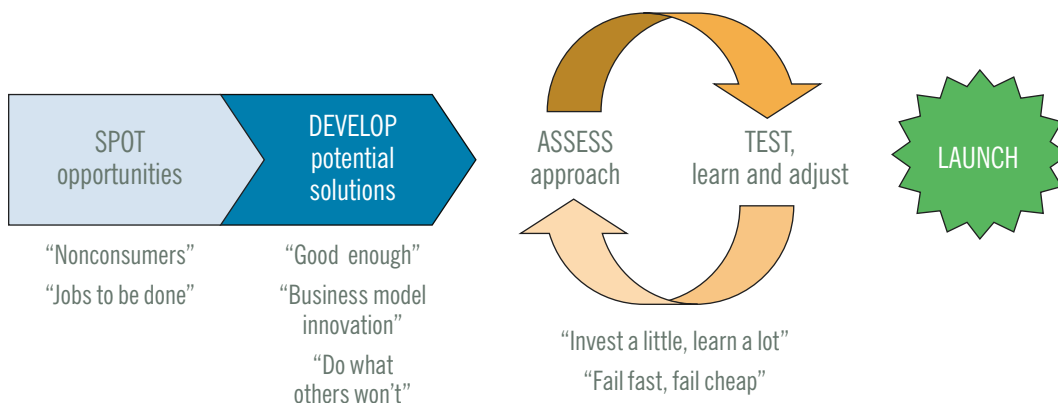 SPOT
opportunities
DEVELOP
potential
solutions
ASSESS
approach
TEST,
learn and adjust
LAUNCH
“Nonconsumers”
“Jobs to be done”
“Good enough”
“Business model
innovation”
“Do what
others won’t”
“Invest a little, learn a lot”
“Fail fast, fail cheap”